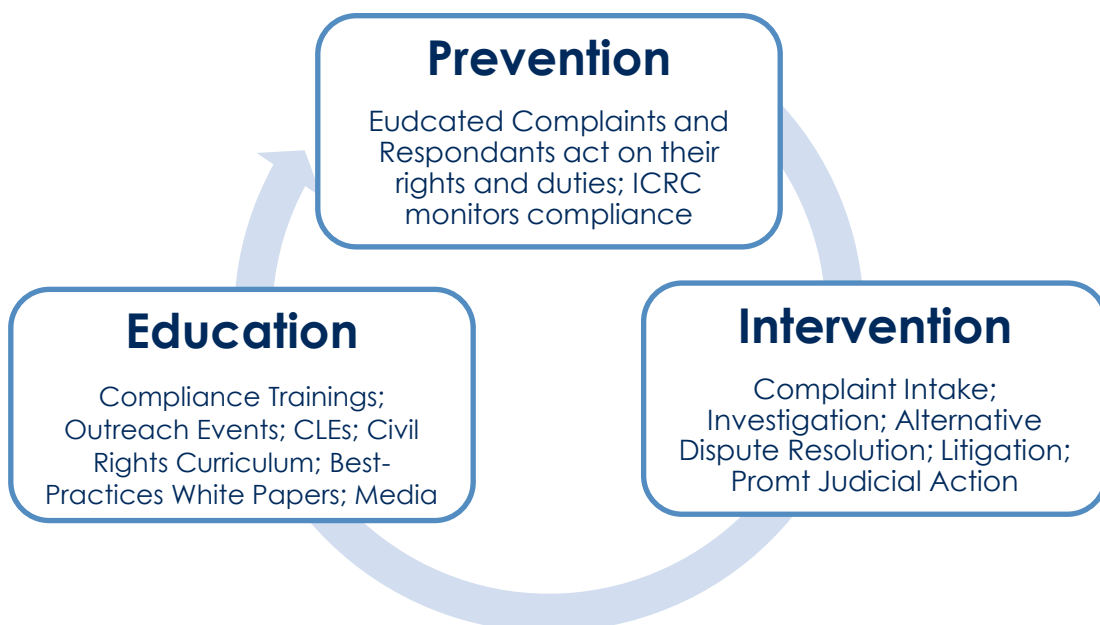 Prevention
Eudcated Complaints and
Respondants act on their
rights and duties; ICRC
monitors compliance
Education
Compliance Trainings;
Outreach Events; CLEs; Civil
Rights Curriculum; Best-
Practices White Papers; Media
Intervention
Complaint Intake;
Investigation; Alternative
Dispute Resolution; Litigation;
Promt Judicial Action